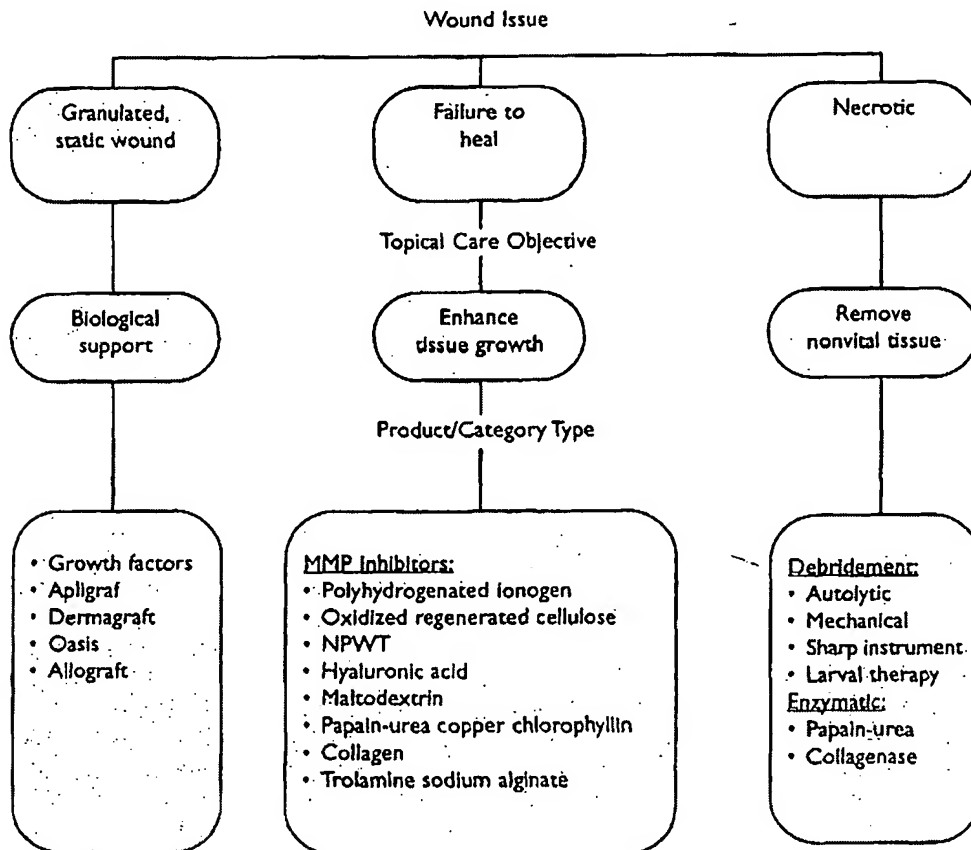 Wound Issue
Granulated,
static wound
Failure to
heal
Necrotic
Topical Care Objective
Biological
support
Enhance
tissue growth
Remove
nonvital tissue
Product/Category Type
• Growth factors
• Apligraf
• Dermagraft
• Oasis
• Allograft
MMP inhibitors:
• Polyhydrogenated ionogen
• Oxidized regenerated cellulose
• NPWT
• Hyaluronic acid
• Maltodextrin
• Papain-urea copper chlorophyllin
• Collagen
• Trolamine sodium alginate
Debridement:
• Autolytic
• Mechanical
• Sharp instrument
• Larval therapy
Enzymatic:
• Papain-urea
• Collagenase